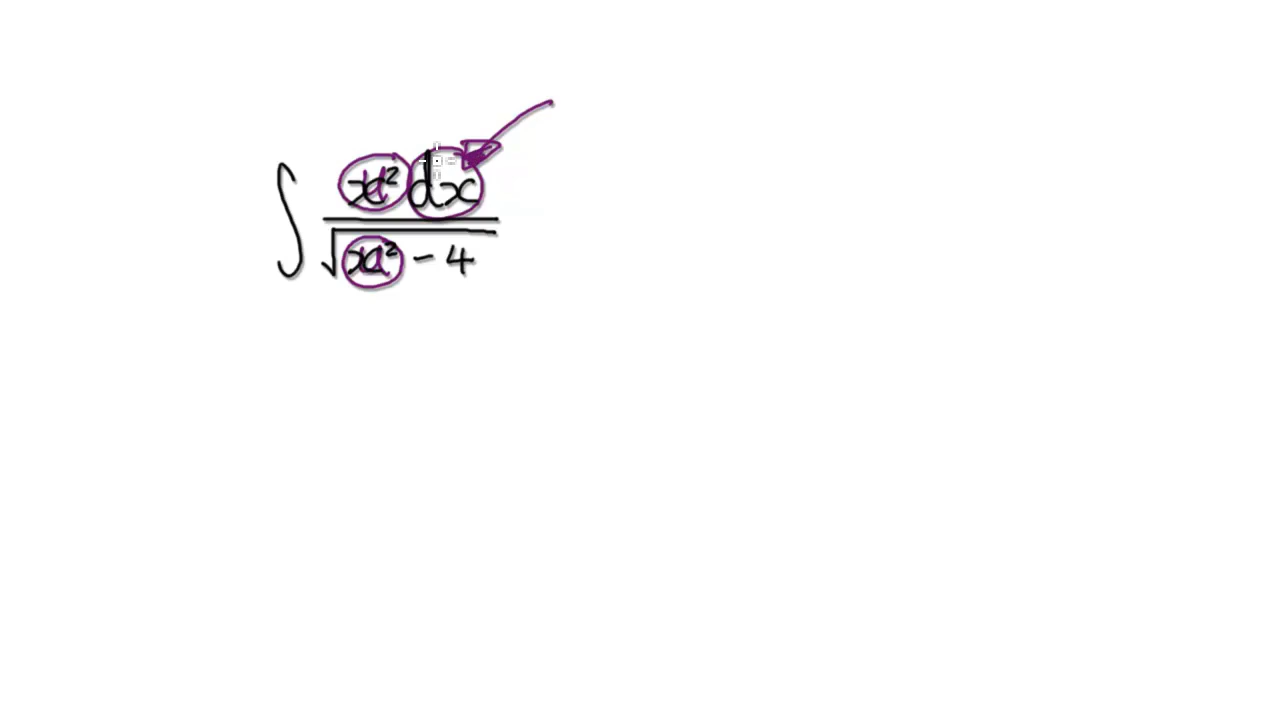 ∫ x² dx
√x² - 4